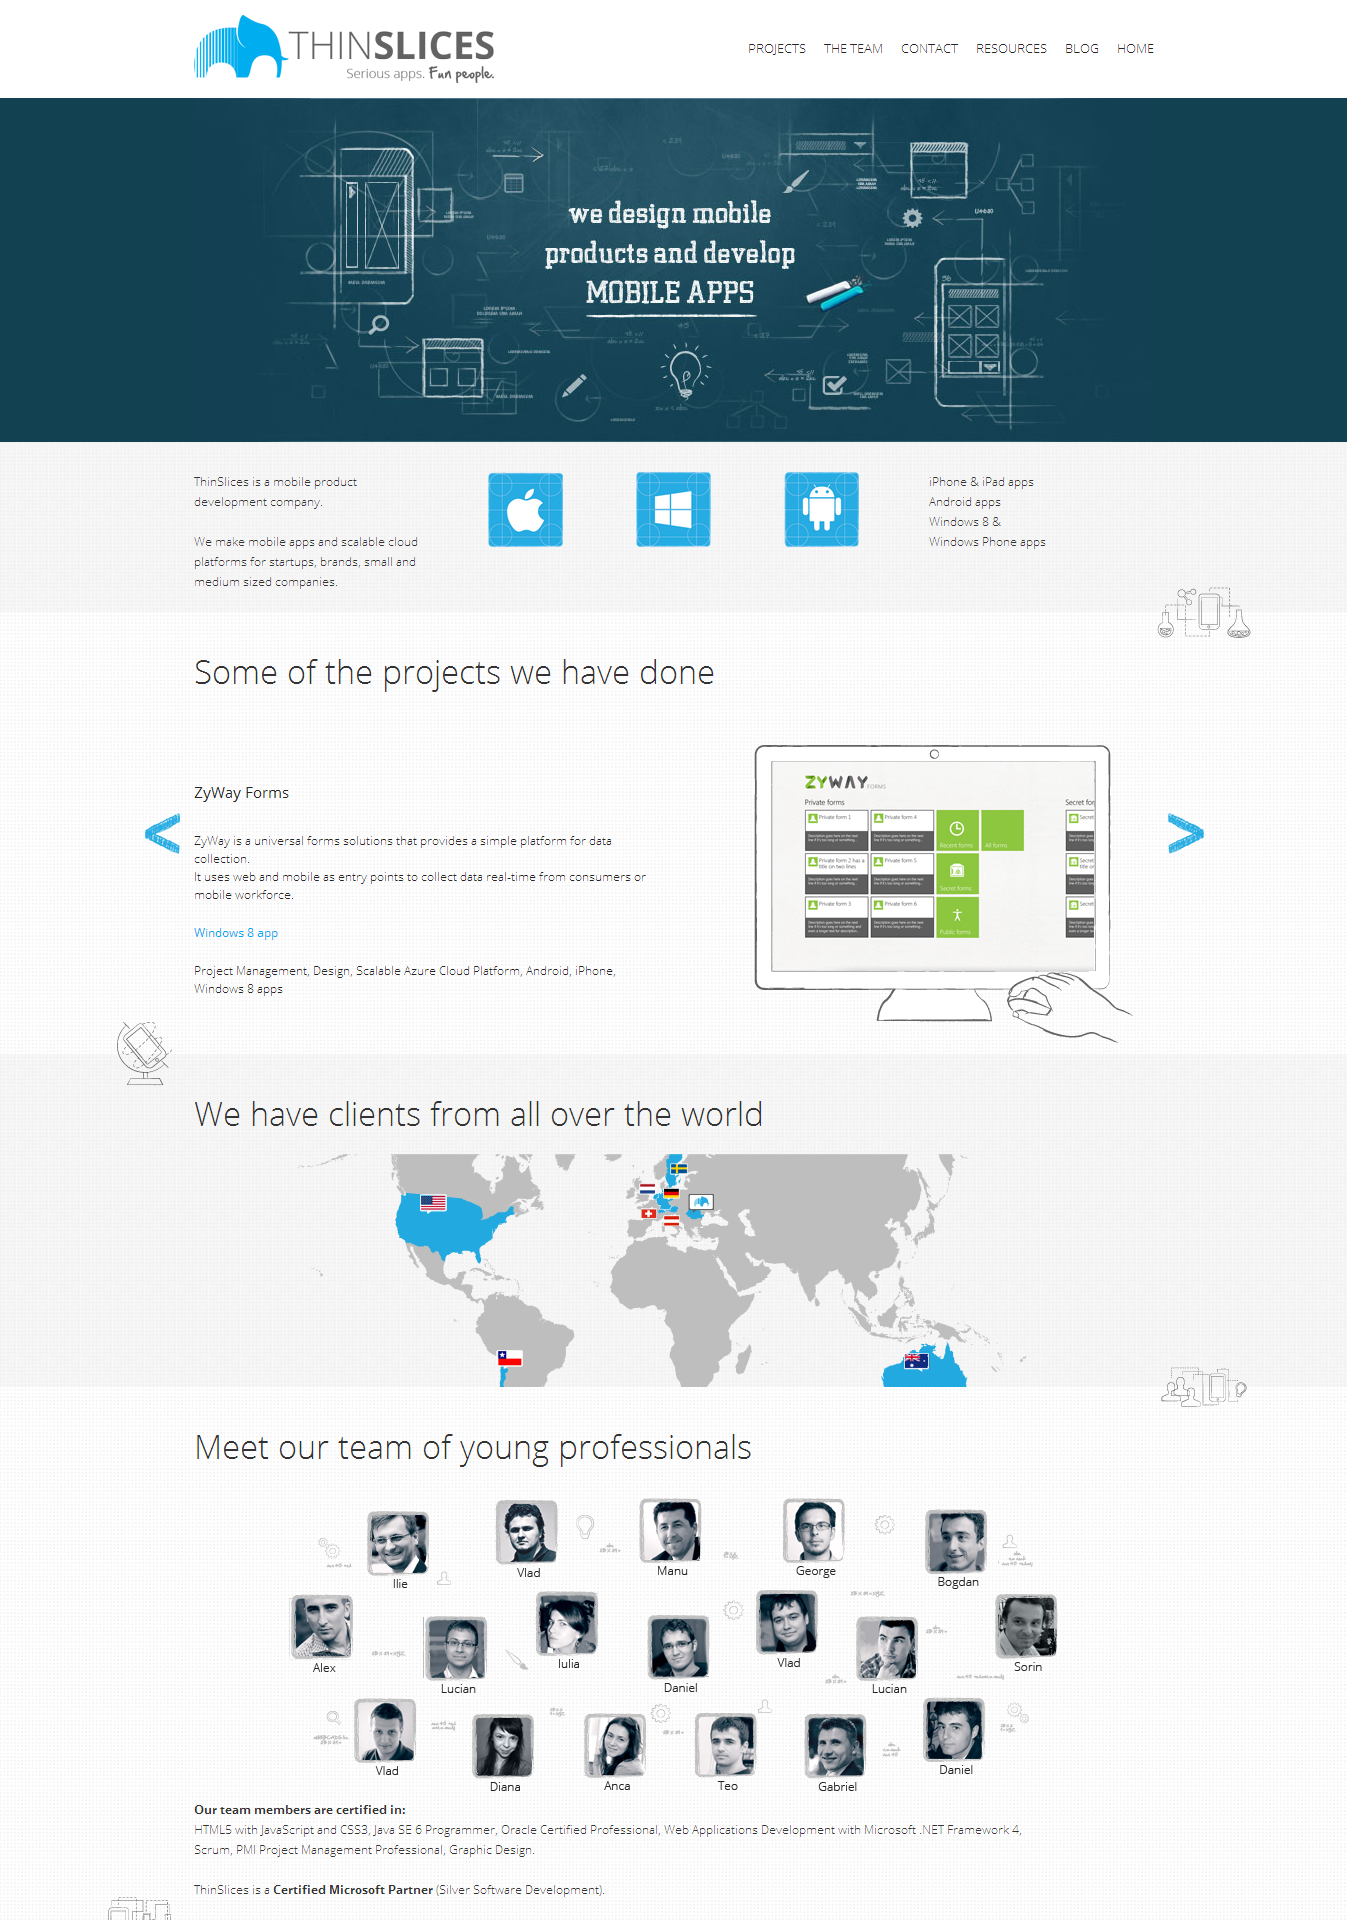 THINSLICES
Serious apps. Fun people.
PROJECTS THE TEAM CONTACT RESOURCES BLOG HOME
we design mobile
products and develop
MOBILE APPS
ThinSlices is a mobile product
development company.
We make mobile apps and scalable cloud
platforms for startups, brands, small and
medium sized companies.
iPhone & iPad apps
Android apps
Windows 8 &
Windows Phone apps
Some of the projects we have done
ZyWay Forms
<
ZyWay is a universal forms solutions that provides a simple platform for data
collection.
It uses web and mobile as entry points to collect data real-time from consumers or
mobile workforce.
Windows 8 app
Project Management, Design, Scalable Azure Cloud Platform, Android, iPhone,
Windows 8 apps
ZYWAY FORMS
Private forms
Private form 1
Private form 4
Recent forms
All forms
Private form 2 has a
title on two lines
Private form 5
Secret forms
Private form 3
Private form 6
Public forms
>
We have clients from all over the world
Meet our team of young professionals
Ilie
Vlad
Manu
George
Bogdan
Alex
Lucian
Iulia
Daniel
Vlad
Lucian
Sorin
Vlad
Diana
Anca
Teo
Gabriel
Daniel
Our team members are certified in:
HTML5 with JavaScript and CSS3, Java SE 6 Programmer, Oracle Certified Professional, Web Applications Development with Microsoft .NET Framework 4,
Scrum, PMI Project Management Professional, Graphic Design.
ThinSlices is a Certified Microsoft Partner (Silver Software Development).